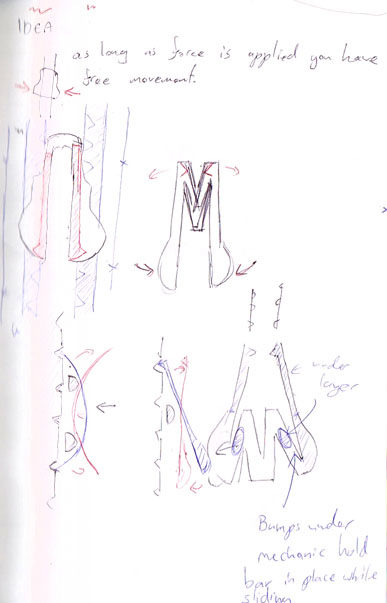 IDEA
as long as force is applied you have
free movement.
under
layer
Bumps under
mechanic hold
bar in place while
sliding